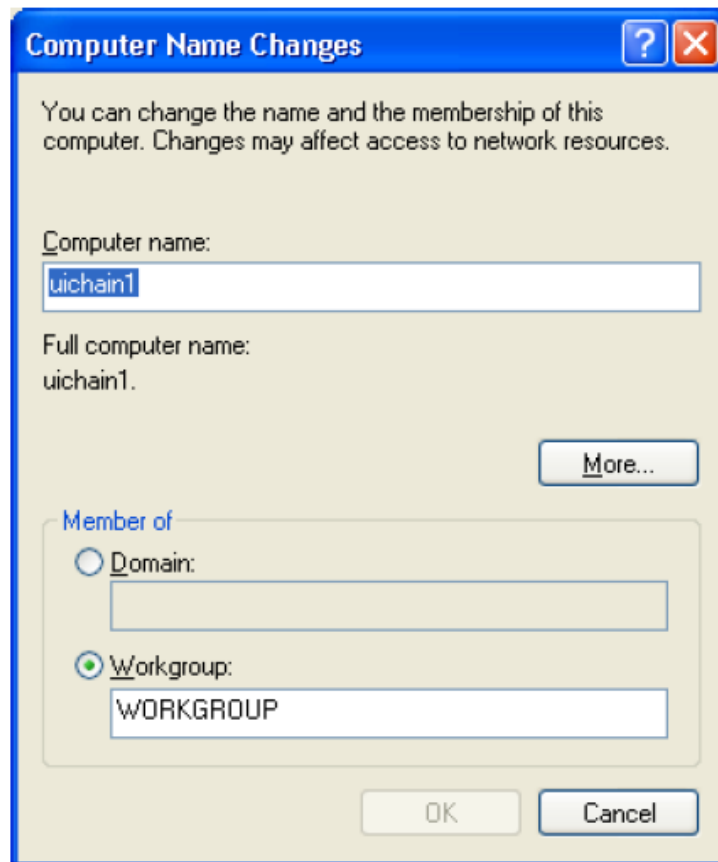 Computer Name Changes
You can change the name and the membership of this
computer. Changes may affect access to network resources.
Computer name:
uichain1
Full computer name:
uichain1.
More...
Member of
Domain:
Workgroup:
WORKGROUP
OK Cancel